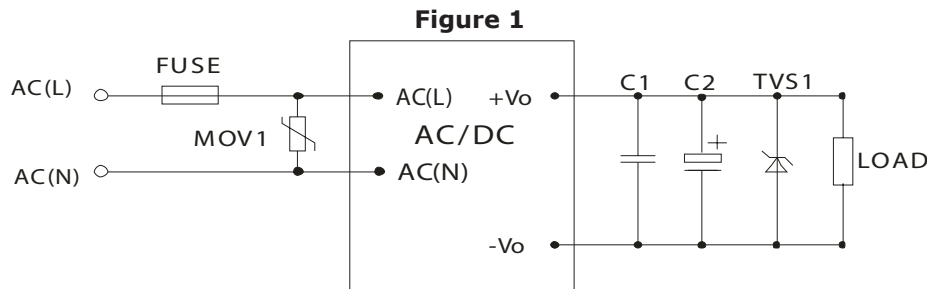 Figure 1
FUSE
AC(L)
MOV1
AC(N)
AC(L)
+Vo
AC/DC
AC(N)
-Vo
C1 C2 TVS1
+
LOAD